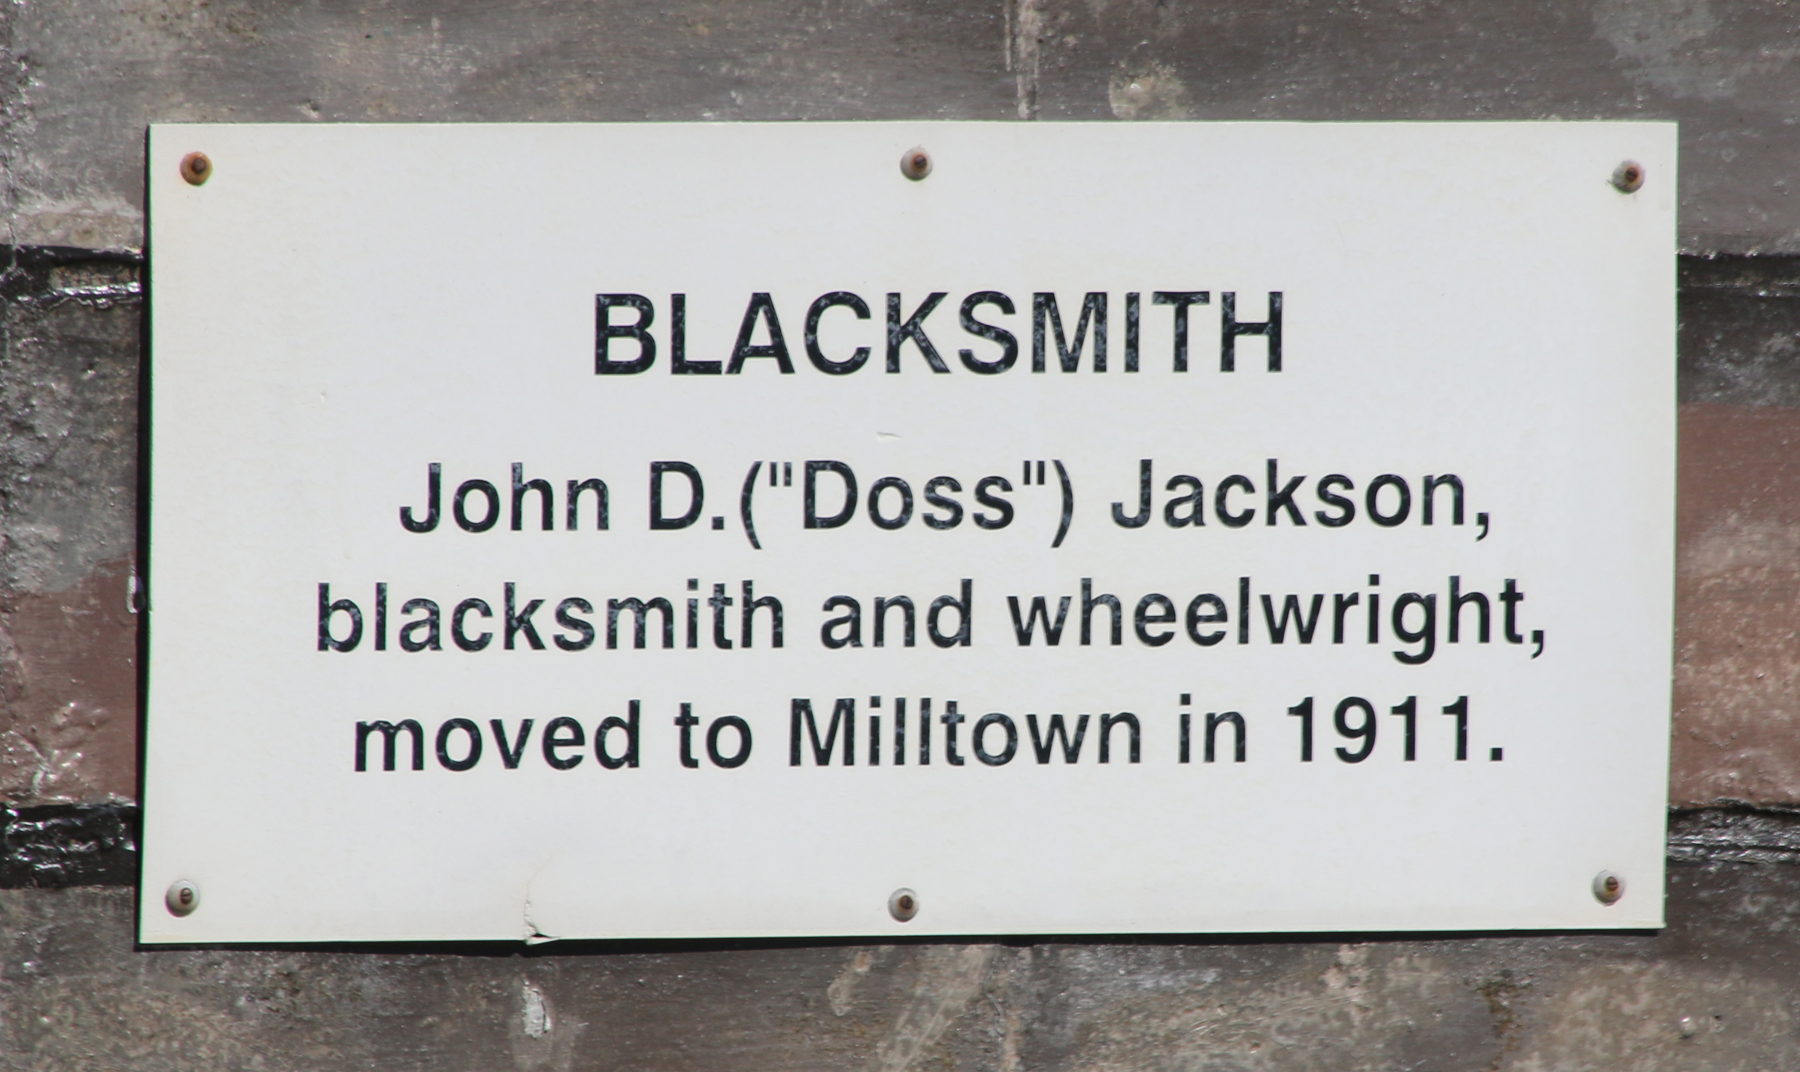 BLACKSMITH
John D.("Doss") Jackson,
blacksmith and wheelwright,
moved to Milltown in 1911.